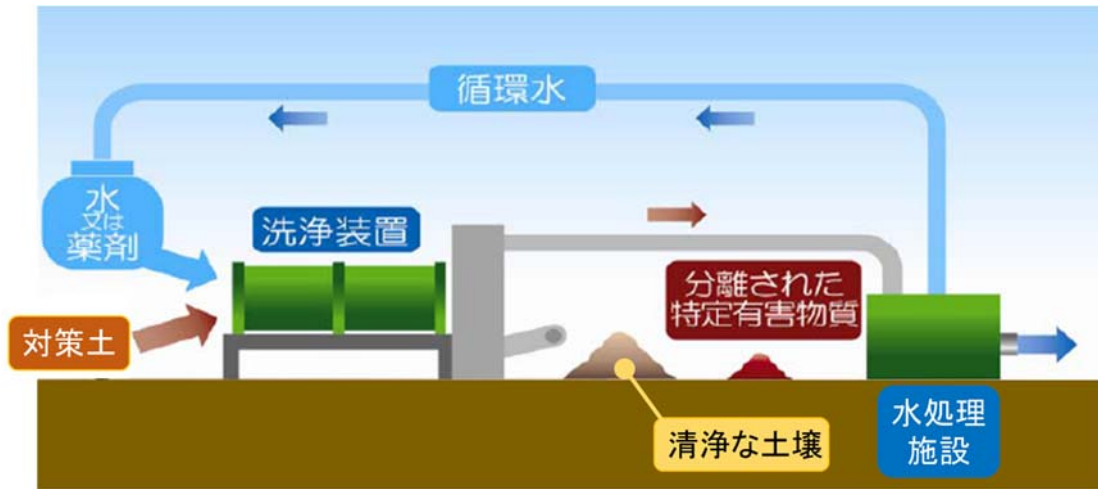 循環水
水
又は
薬剤
洗浄装置
分離された
特定有害物質
対策土
清浄な土壌
水処理
施設